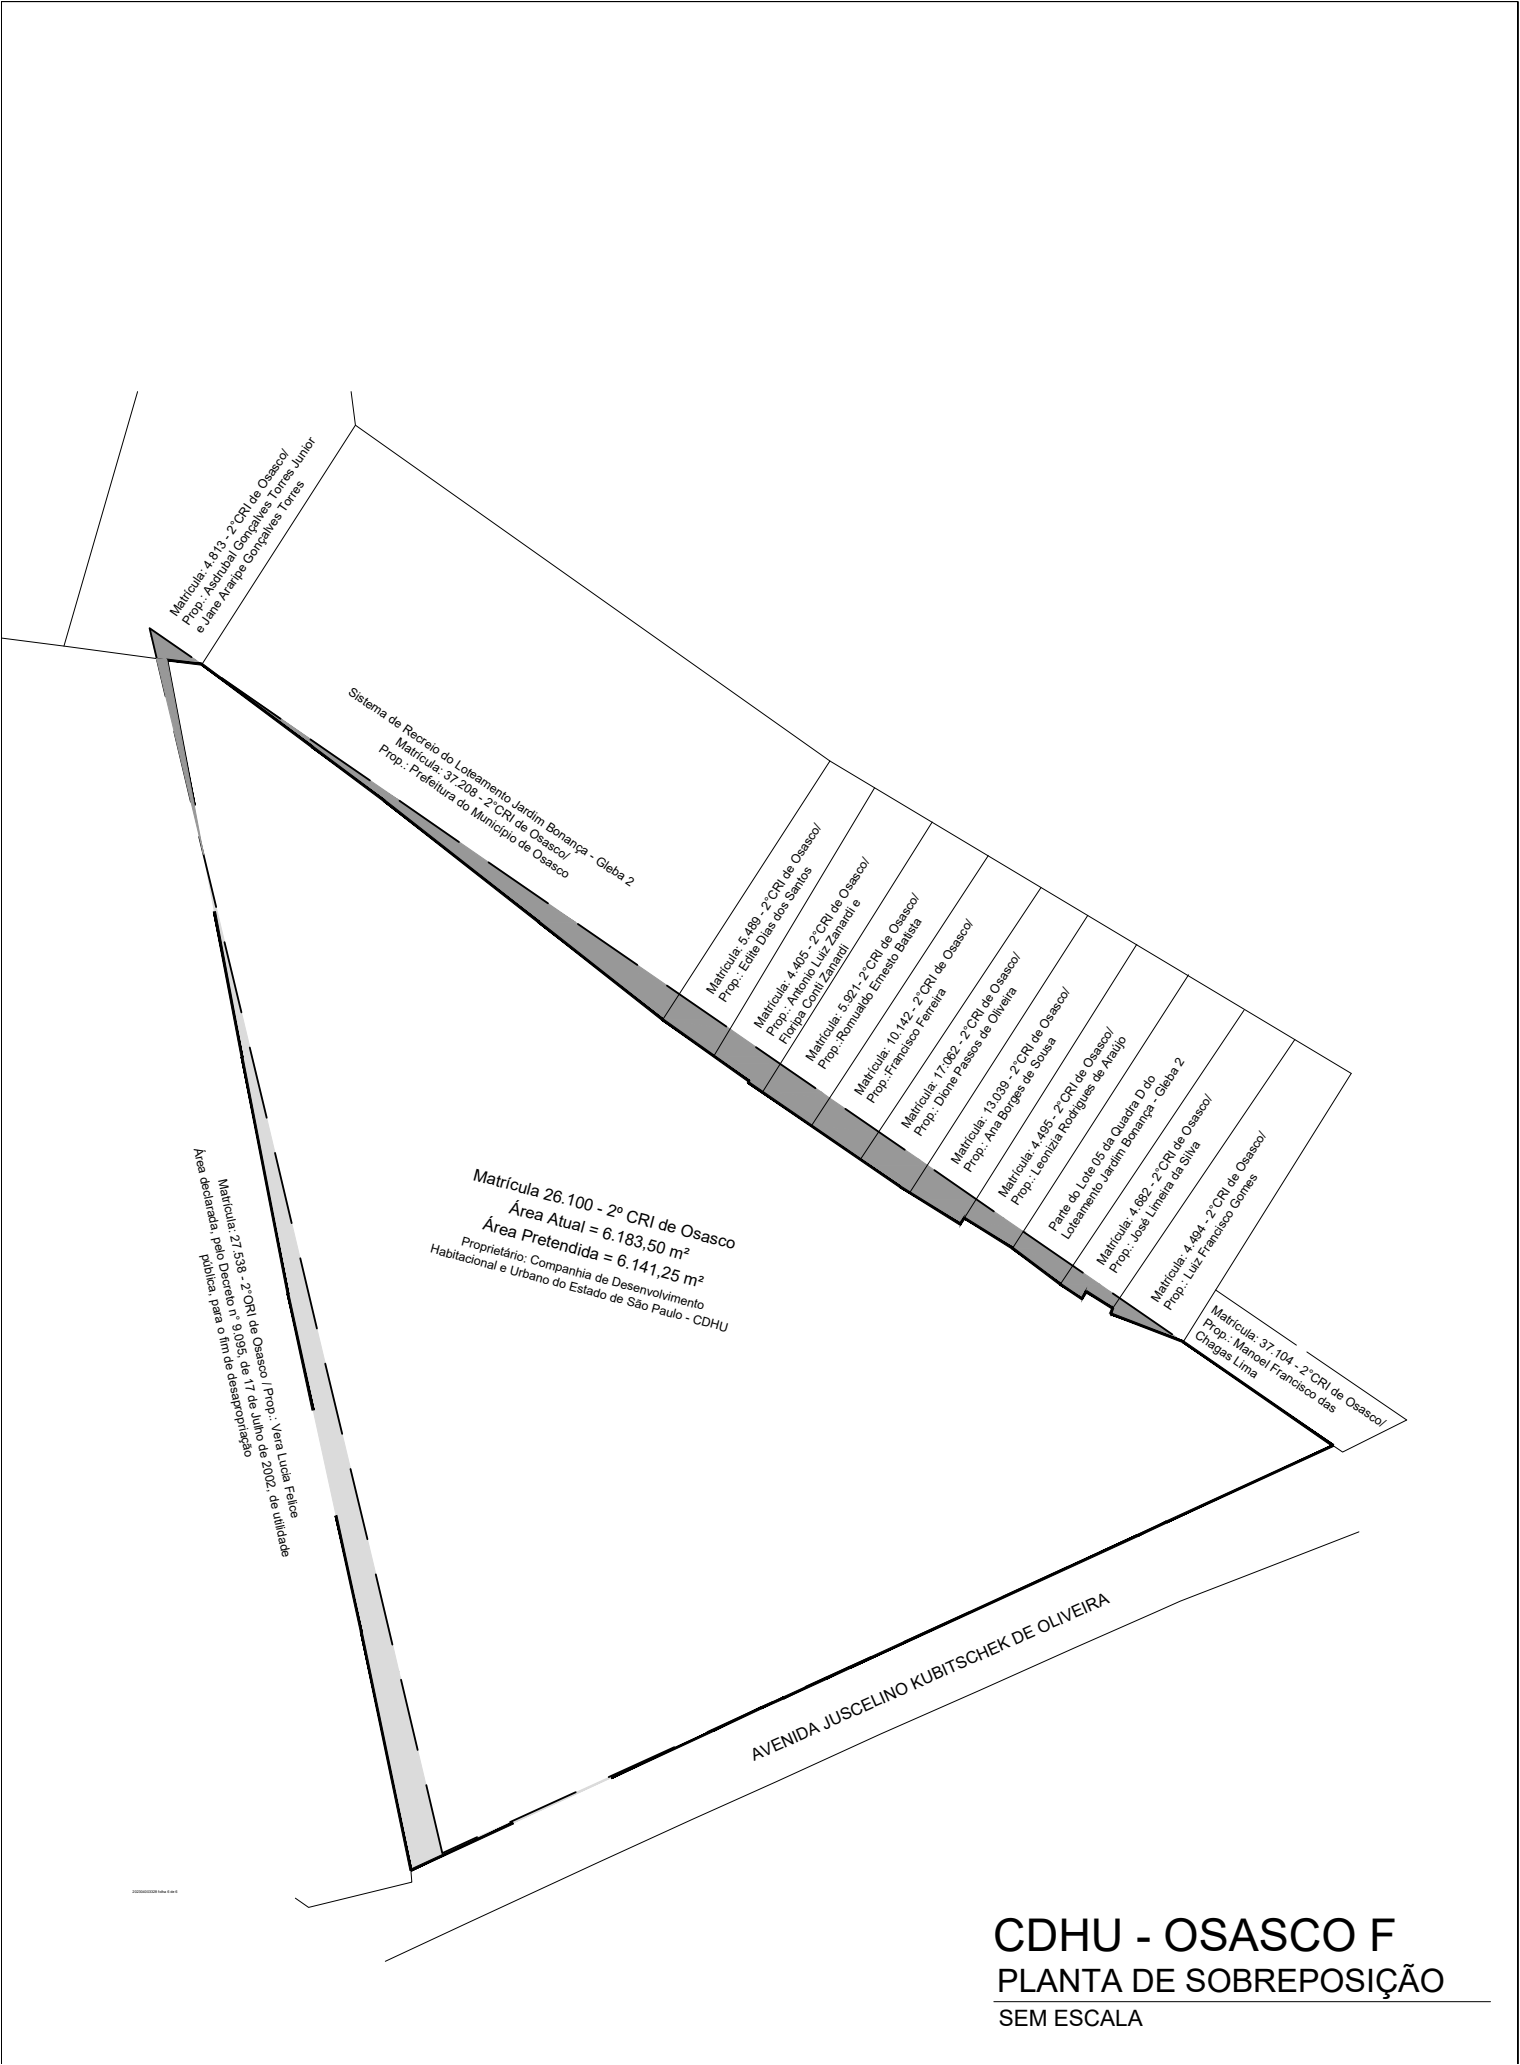 Matrícula: 4.813 - 2°CRI de Osasco/
Prop.: Asdrubal Gonçalves Torres Junior
e Jane Araripe Gonçalves Torres
Sistema de Recreio do Loteamento Jardim Bonança - Gleba 2
Matrícula: 37.208 - 2°CRI de Osasco/
Prop.: Prefeitura do Município de Osasco
Matrícula: 5.489 - 2°CRI de Osasco/
Prop.: Edite Dias dos Santos
Matrícula: 4.405 - 2°CRI de Osasco/
Prop.: Antonio Luiz Zanardi e
Floripa Conti Zanardi
Matrícula: 5.921- 2°CRI de Osasco/
Prop.:Romualdo Ernesto Batista
Matrícula: 10.142 - 2°CRI de Osasco/
Prop.:Francisco Ferreira
Matrícula: 17.062 - 2°CRI de Osasco/
Prop.: Dione Passos de Oliveira
Matrícula: 13.039 - 2°CRI de Osasco/
Prop.: Ana Borges de Sousa
Matrícula: 4.495 - 2°CRI de Osasco/
Prop.: Leonizia Rodrigues de Araújo
Parte do Lote 05 da Quadra D do
Loteamento Jardim Bonança - Gleba 2
Matrícula: 4.682 - 2°CRI de Osasco/
Prop.: José Limeira da Silva
Matrícula: 4.494 - 2°CRI de Osasco/
Prop.: Luiz Francisco Gomes
Matrícula: 37.104 - 2°CRI de Osasco/
Prop.: Manoel Francisco das
Chagas Lima
Matrícula 26.100 - 2º CRI de Osasco
Área Atual = 6.183,50 m²
Área Pretendida = 6.141,25 m²
Proprietário: Companhia de Desenvolvimento
Habitacional e Urbano do Estado de São Paulo - CDHU
Matrícula: 27.538 - 2°ORI de Osasco / Prop.: Vera Lucia Felice
Área declarada, pelo Decreto n° 9.095, de 17 de Julho de 2002, de utilidade
pública, para o fim de desapropriação
AVENIDA JUSCELINO KUBITSCHEK DE OLIVEIRA
CDHU - OSASCO F
PLANTA DE SOBREPOSIÇÃO
SEM ESCALA